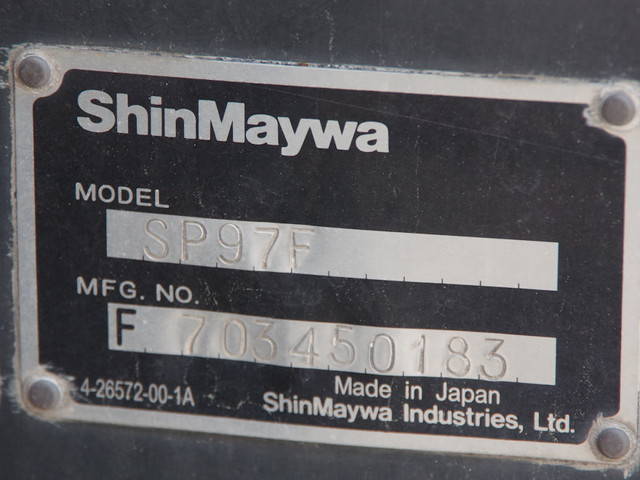 ShinMaywa
MODEL
SP97F
MFG. NO.
F 703450183
4-26572-00-1A
Made in Japan
ShinMaywa Industries, Ltd.